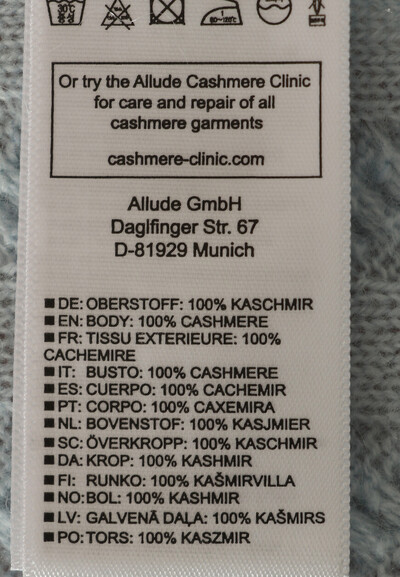 30°C
Or try the Allude Cashmere Clinic
for care and repair of all
cashmere garments
cashmere-clinic.com
Allude GmbH
Daglfinger Str. 67
D-81929 Munich
■ DE: OBERSTOFF: 100% KASCHMIR
■ EN: BODY: 100% CASHMERE
■ FR: TISSU EXTERIEURE: 100%
CACHEMIRE
■ IT: BUSTO: 100% CASHMERE
■ ES: CUERPO: 100% CACHEMIR
■ PT: CORPO: 100% CAXEMIRA
■ NL: BOVENSTOF: 100% KASJMIER
■ SC: ÖVERKROPP: 100% KASCHMIR
■ DA: KROP: 100% KASHMIR
■ FI: RUNKO: 100% KAŠMIRVILLA
■ NO: BOL: 100% KASHMIR
■ LV: GALVENĀ DAĻA: 100% KAŠMIRS
■ PO: TORS: 100% KASZMIR